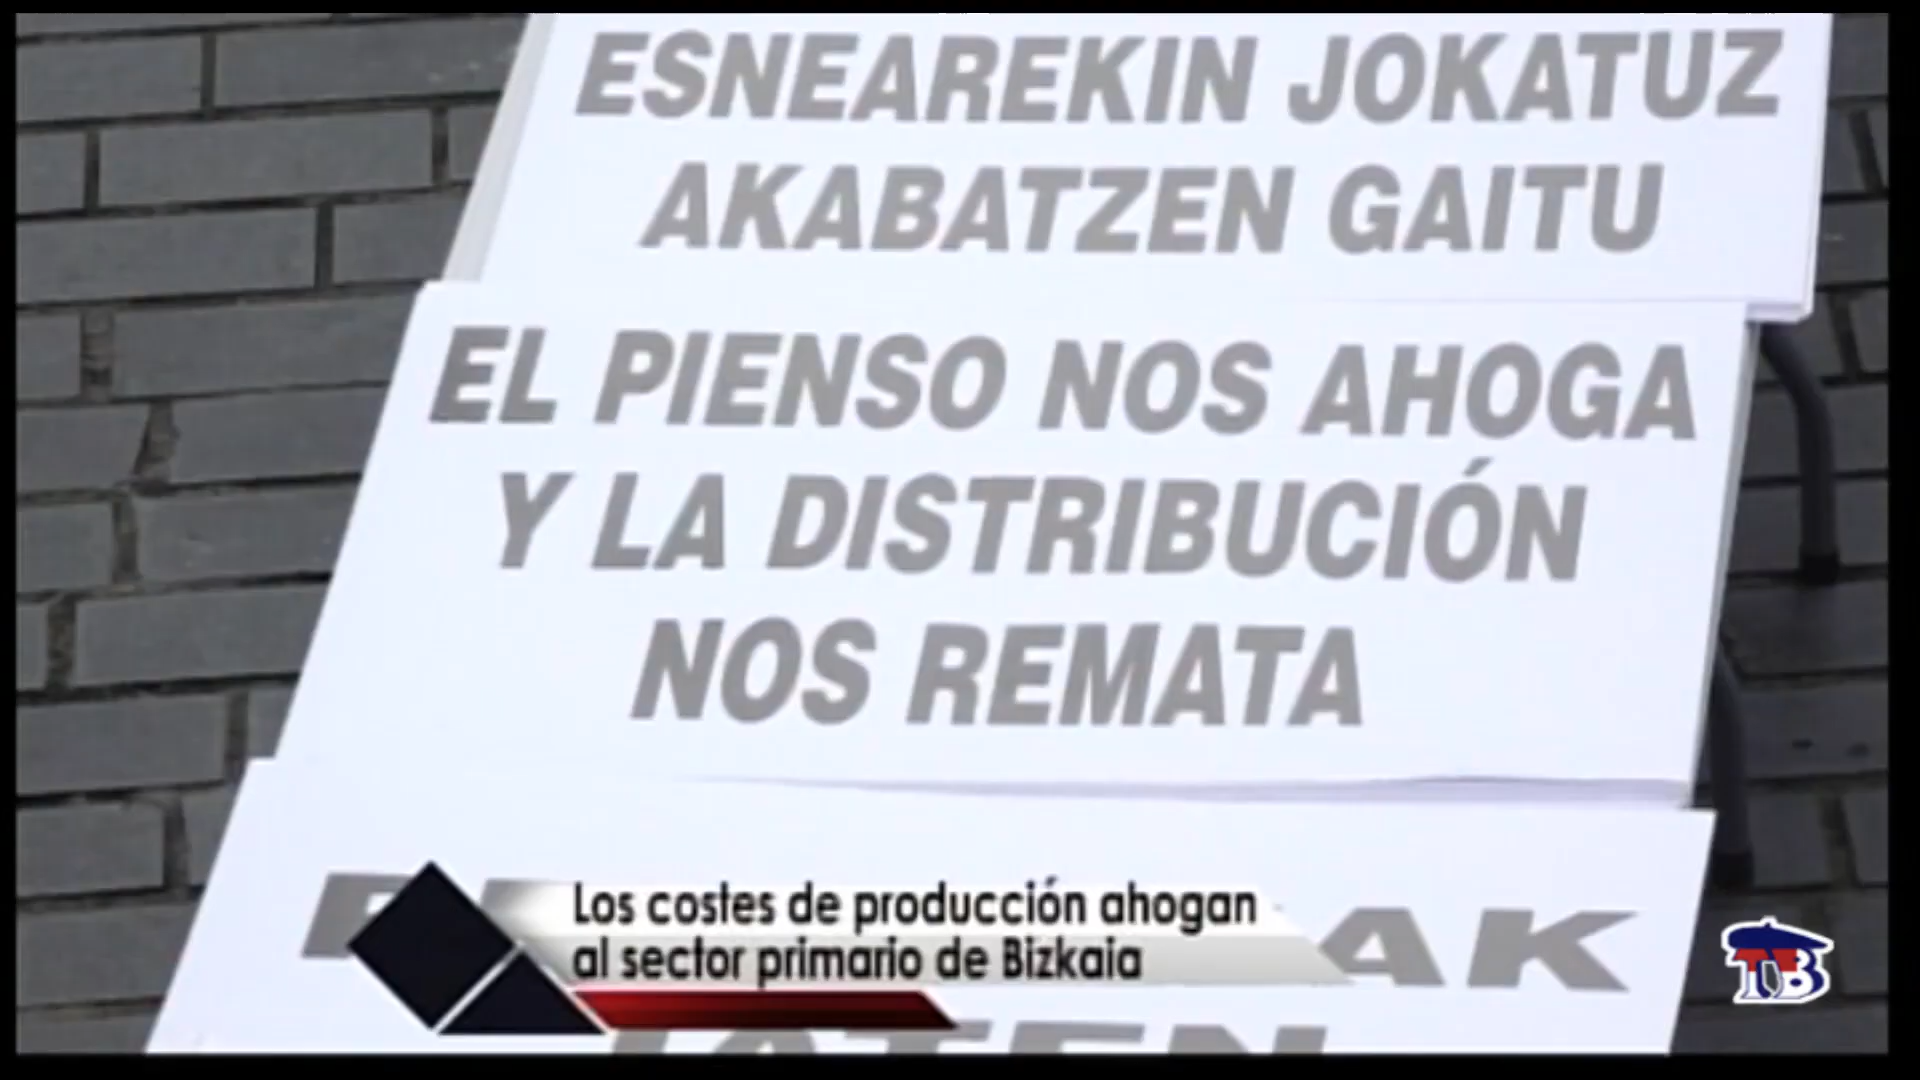 ESNEAREKIN JOKATUZ
AKABATZEN GAITU
EL PIENSO NOS AHOGA
Y LA DISTRIBUCIÓN
NOS REMATA
Los costes de producción ahogan
al sector primario de Bizkaia